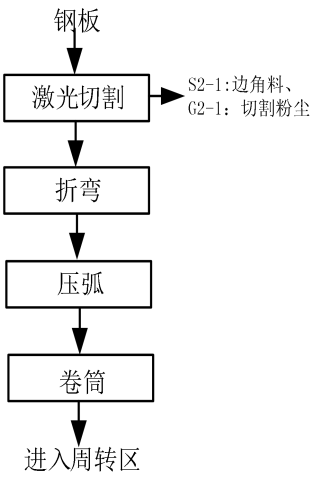 钢板
激光切割
S2-1:边角料、
G2-1：切割粉尘
折弯
压弧
卷筒
进入周转区